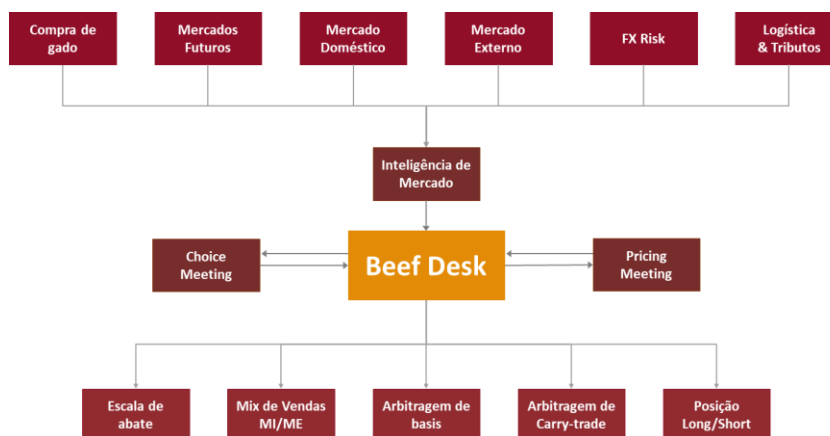 Compra de
gado
Mercados
Futuros
Mercado
Doméstico
Mercado
Externo
FX Risk
Logística
& Tributos
Inteligência de
Mercado
Choice
Meeting
Beef Desk
Pricing
Meeting
Escala de
abate
Mix de Vendas
MI/ME
Arbitragem de
basis
Arbitragem de
Carry-trade
Posição
Long/Short